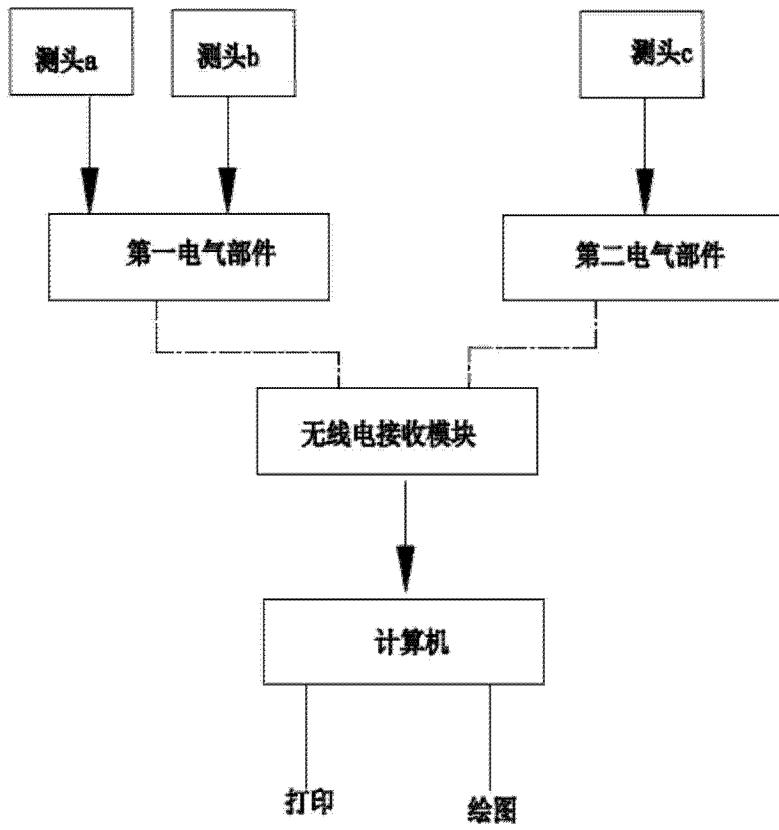 测头a
测头b
测头c
第一电气部件
第二电气部件
无线电接收模块
计算机
打印
绘图